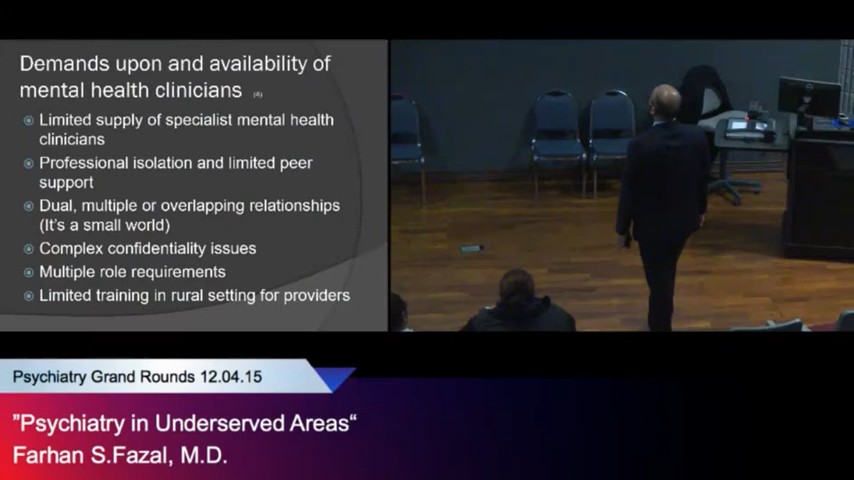 Demands upon and availability of
mental health clinicians (4)
Limited supply of specialist mental health
clinicians
Professional isolation and limited peer
support
Dual, multiple or overlapping relationships
(It's a small world)
Complex confidentiality issues
Multiple role requirements
Limited training in rural setting for providers
Psychiatry Grand Rounds 12.04.15
"Psychiatry in Underserved Areas“
Farhan S.Fazal, M.D.